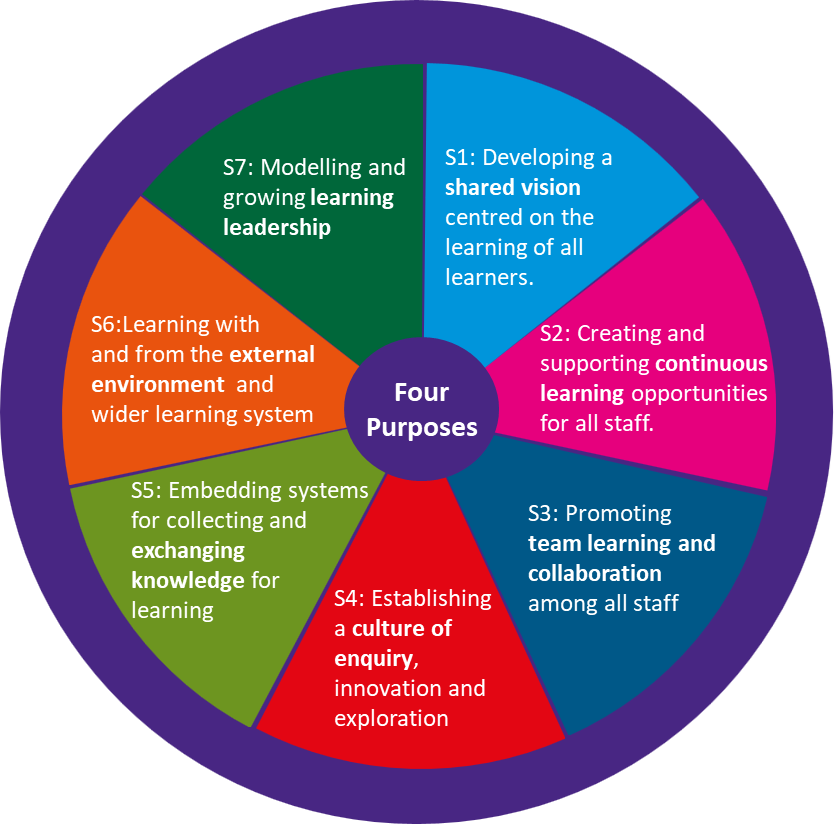 S1: Developing a
shared vision
centred on the
learning of all
learners.
S2: Creating and
supporting continuous
learning opportunities
for all staff.
S3: Promoting
team learning and
collaboration
among all staff
S4: Establishing
a culture of
enquiry,
innovation and
exploration
S5: Embedding systems
for collecting and
exchanging
knowledge for
learning
S6:Learning with
and from the external
environment and
wider learning system
S7: Modelling and
growing learning
leadership
Four
Purposes